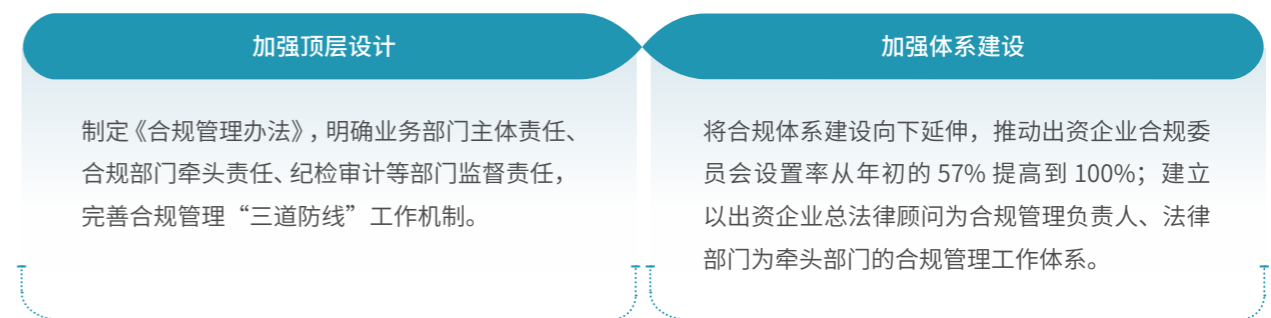 加强顶层设计
制定《合规管理办法》，明确业务部门主体责任、
合规部门牵头责任、纪检审计等部门监督责任，
完善合规管理“三道防线”工作机制。
加强体系建设
将合规体系建设向下延伸，推动出资企业合规委
员会设置率从年初的 57% 提高到 100%；建立
以出资企业总法律顾问为合规管理负责人、法律
部门为牵头部门的合规管理工作体系。